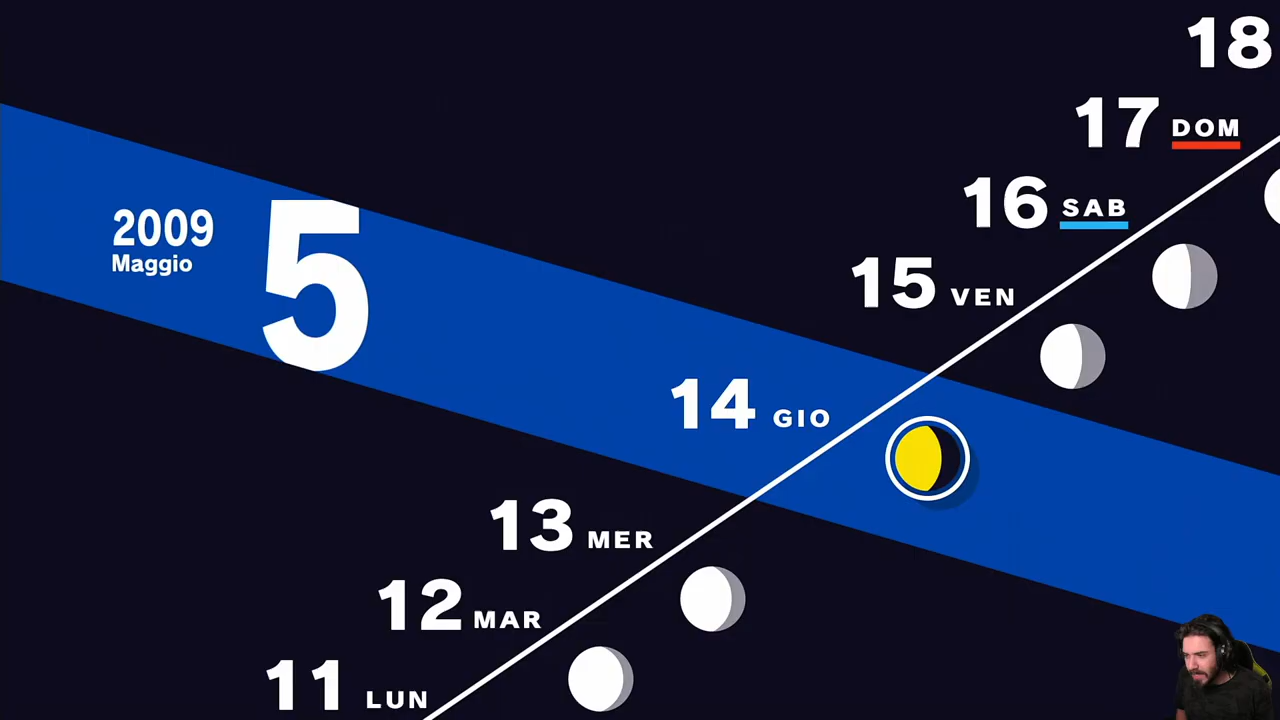 18
17 DOM
16 SAB
15 VEN
2009
Maggio
5
14 GIO
13 MER
12 MAR
11 LUN